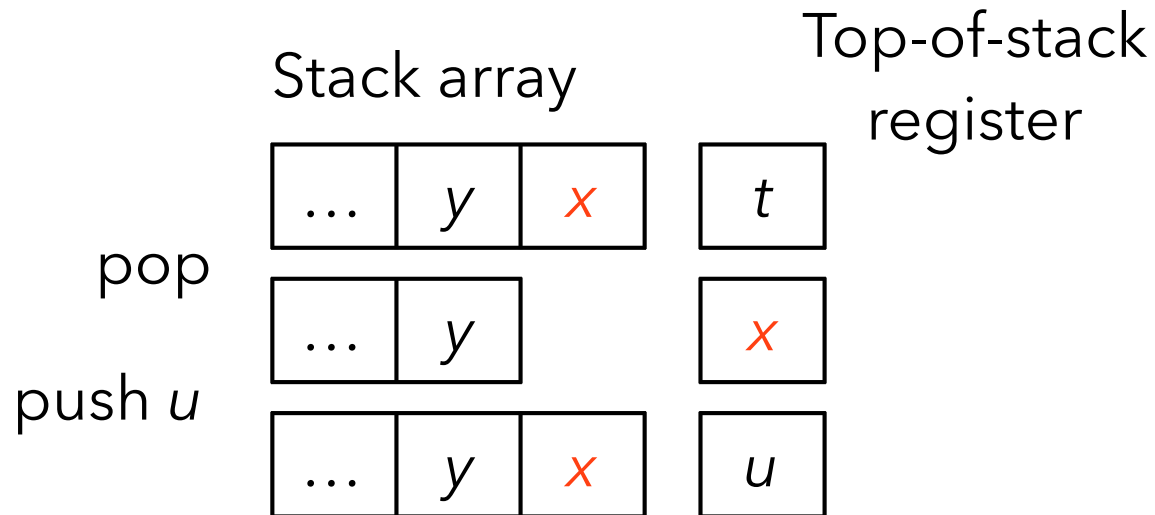 Top-of-stack
register
Stack array
… y x t
pop
… y x
push u
… y x u